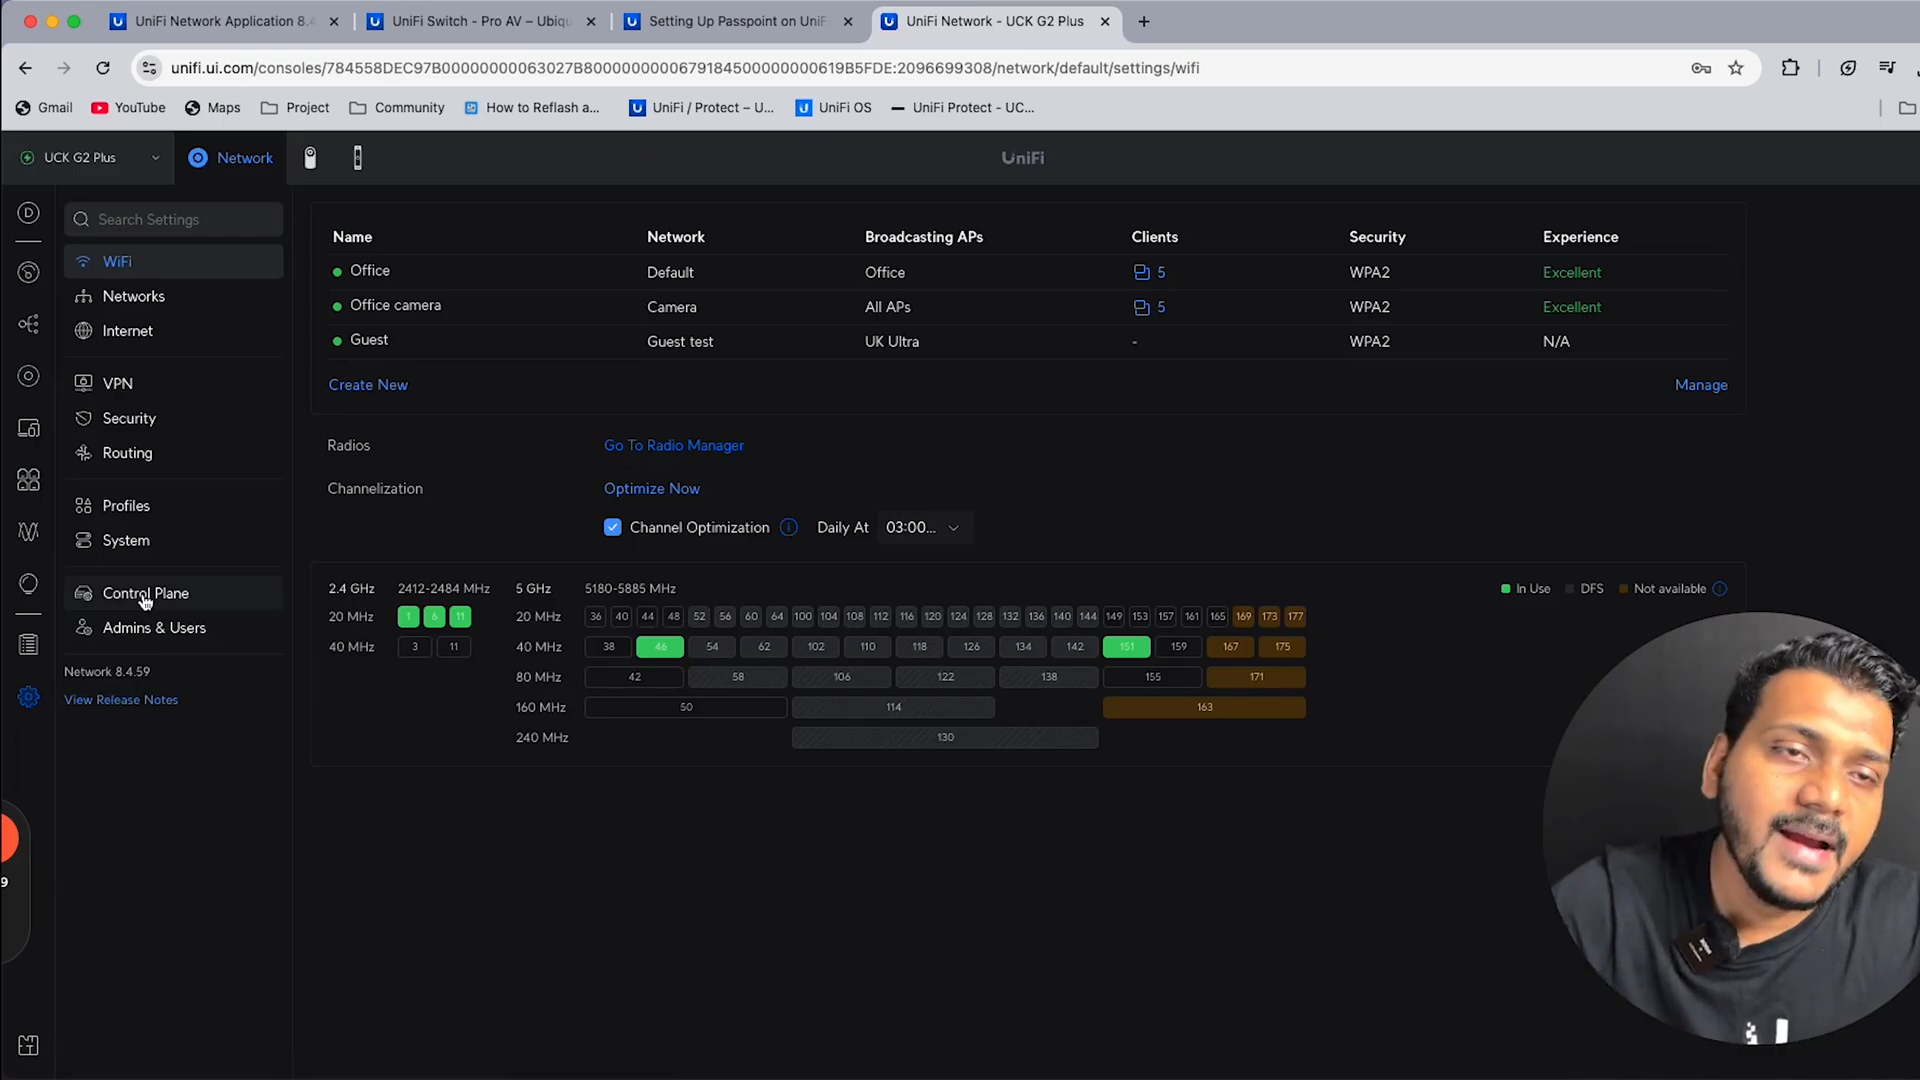 UniFi Network Application 8.4
UniFi Switch - Pro AV – Ubiqu
Setting Up Passpoint on UniF
UniFi Network - UCK G2 Plus
unifi.ui.com/consoles/784558DEC97B00000000063027B80000000006791845000000000619B5FDE:2096699308/network/default/settings/wifi
Gmail YouTube Maps Project Community How to Reflash a... UniFi / Protect – U... UniFi OS UniFi Protect - UC...
UCK G2 Plus Network UniFi
Search Settings
WiFi
Networks
Internet
VPN
Security
Routing
Profiles
System
Control Plane
Admins & Users
Network 8.4.59
View Release Notes
Name Network Broadcasting APs Clients Security Experience
Office Default Office 5 WPA2 Excellent
Office camera Camera All APs 5 WPA2 Excellent
Guest Guest test UK Ultra - WPA2 N/A
Create New Manage
Radios Go To Radio Manager
Channelization Optimize Now
Channel Optimization Daily At 03:00...
2.4 GHz 2412-2484 MHz 5 GHz 5180-5885 MHz In Use DFS Not available
20 MHz 1 6 11 20 MHz 36 40 44 48 52 56 60 64 100 104 108 112 116 120 124 128 132 136 140 144 149 153 157 161 165 169 173 177
40 MHz 3 11 40 MHz 38 46 54 62 102 110 118 126 134 142 151 159 167 175
80 MHz 42 58 106 122 138 155 171
160 MHz 50 114 163
240 MHz 130
9